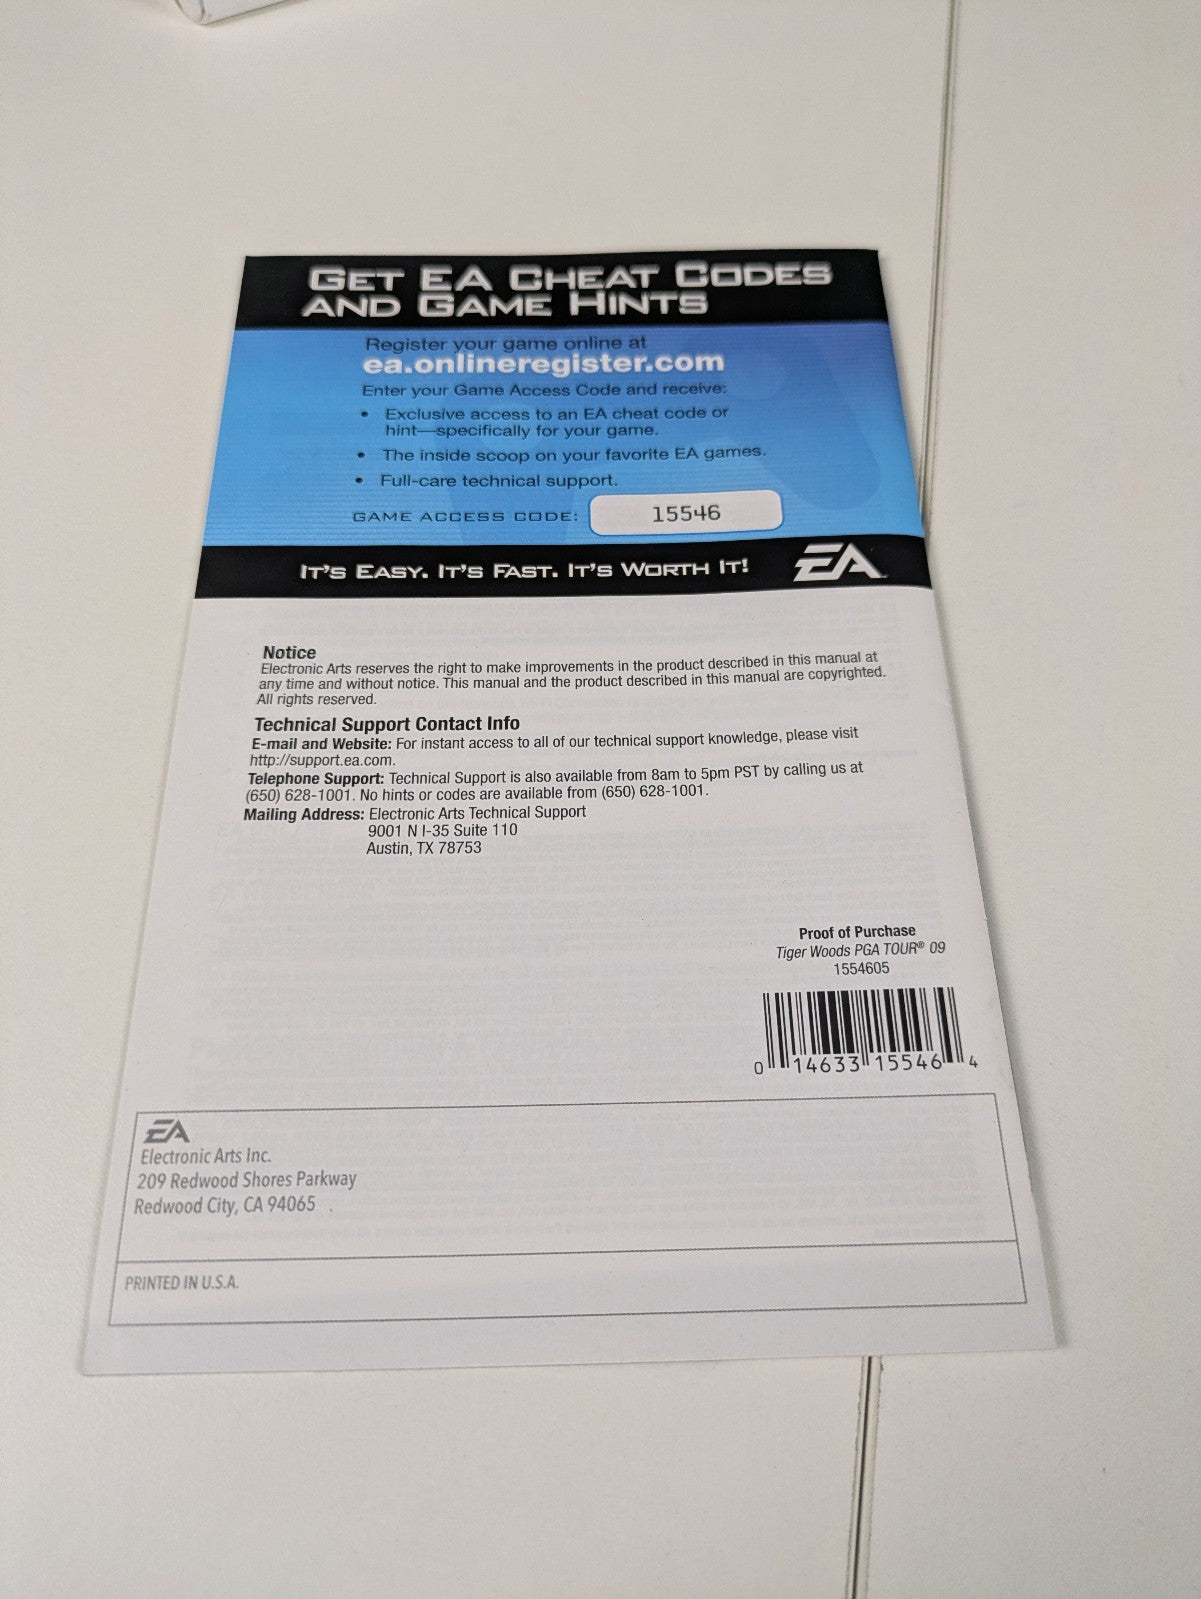 GET EA CHEAT CODES
AND GAME HINTS
Register your game online at
ea.onlineregister.com
Enter your Game Access Code and receive:
• Exclusive access to an EA cheat code or
hint—specifically for your game.
• The inside scoop on your favorite EA games.
• Full-care technical support.
GAME ACCESS CODE: 15546
IT'S EASY. IT'S FAST. IT'S WORTH IT! EA
Notice
Electronic Arts reserves the right to make improvements in the product described in this manual at
any time and without notice. This manual and the product described in this manual are copyrighted.
All rights reserved.
Technical Support Contact Info
E-mail and Website: For instant access to all of our technical support knowledge, please visit
http://support.ea.com.
Telephone Support: Technical Support is also available from 8am to 5pm PST by calling us at
(650) 628-1001. No hints or codes are available from (650) 628-1001.
Mailing Address: Electronic Arts Technical Support
9001 N I-35 Suite 110
Austin, TX 78753
Proof of Purchase
Tiger Woods PGA TOUR® 09
1554605
0 14633 15546 4
EA
Electronic Arts Inc.
209 Redwood Shores Parkway
Redwood City, CA 94065
PRINTED IN U.S.A.